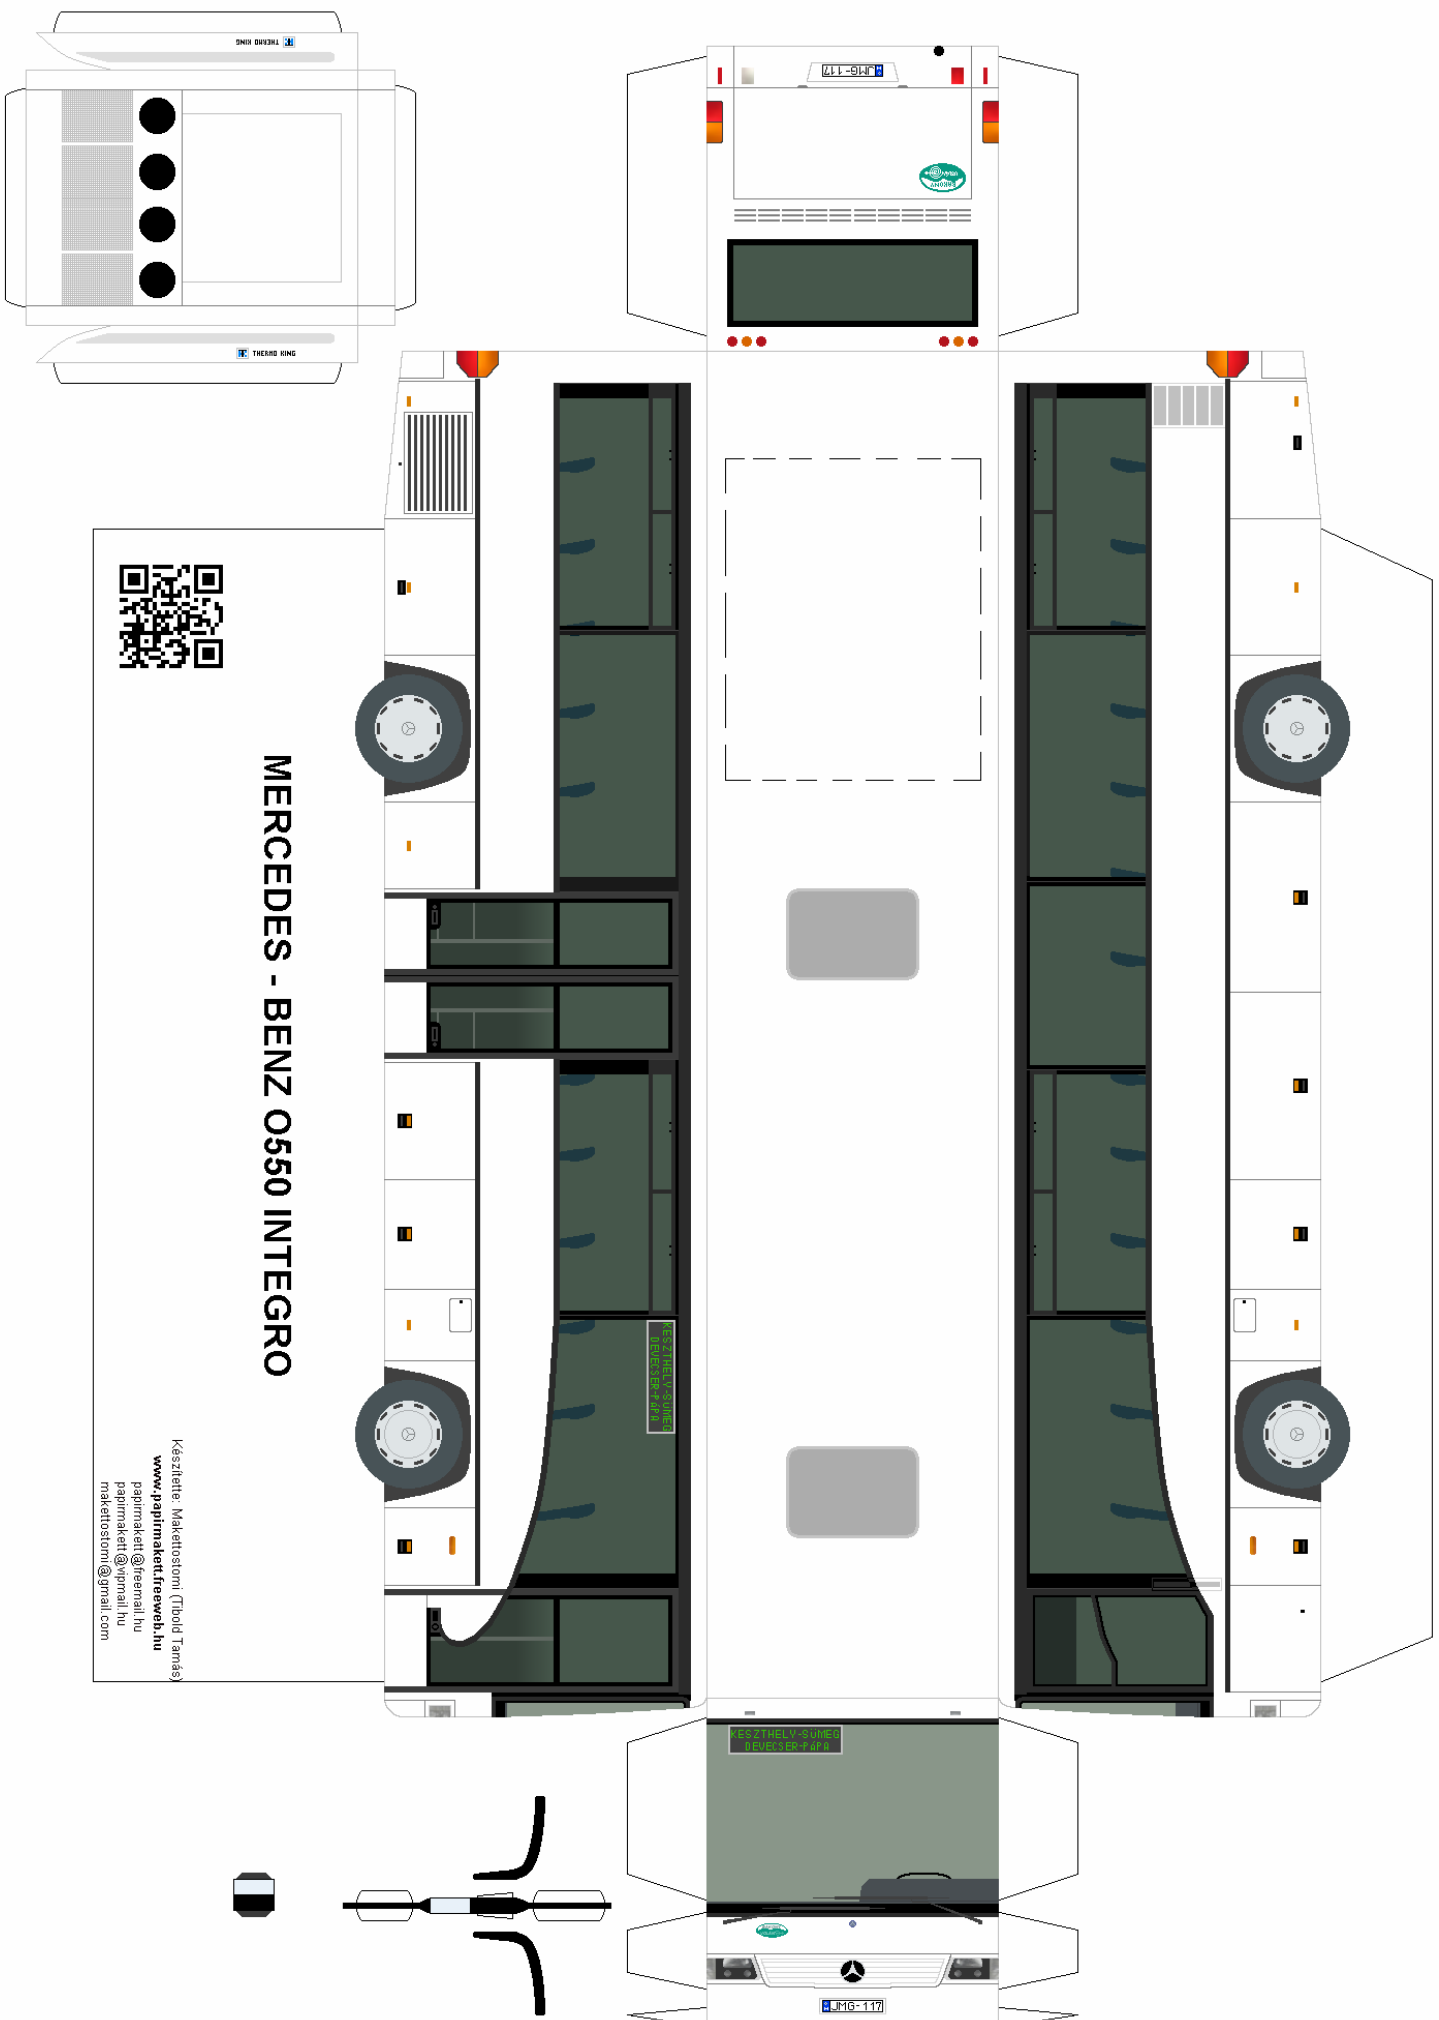 THERMO KING
JMG-117
BAKONY
THERMO KING
MERCEDES - BENZ O550 INTEGRO
KESZTHELY-SÜMEG
DEVECSER-PÁPA
Készítette: Makettostomi (Tibold Tamás)
www.papirmakett.freeweb.hu
papirmakett@freemail.hu
papirmakett@vipmail.hu
makettostomi@gmail.com
KESZTHELY-SÜMEG
DEVECSER-PÁPA
JMG-117